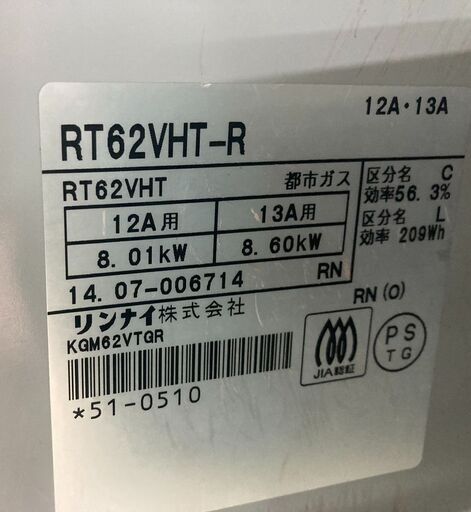 12A・13A
RT62VHT-R
RT62VHT 都市ガス
12A用 13A用
8.01kW 8.60kW
区分名 C
効率56.3%
区分名 L
効率 209Wh
14.07-006714 RN
リンナイ株式会社
RN(O)
KGM62VTGR
JIA認証
PS
TG
*51-0510